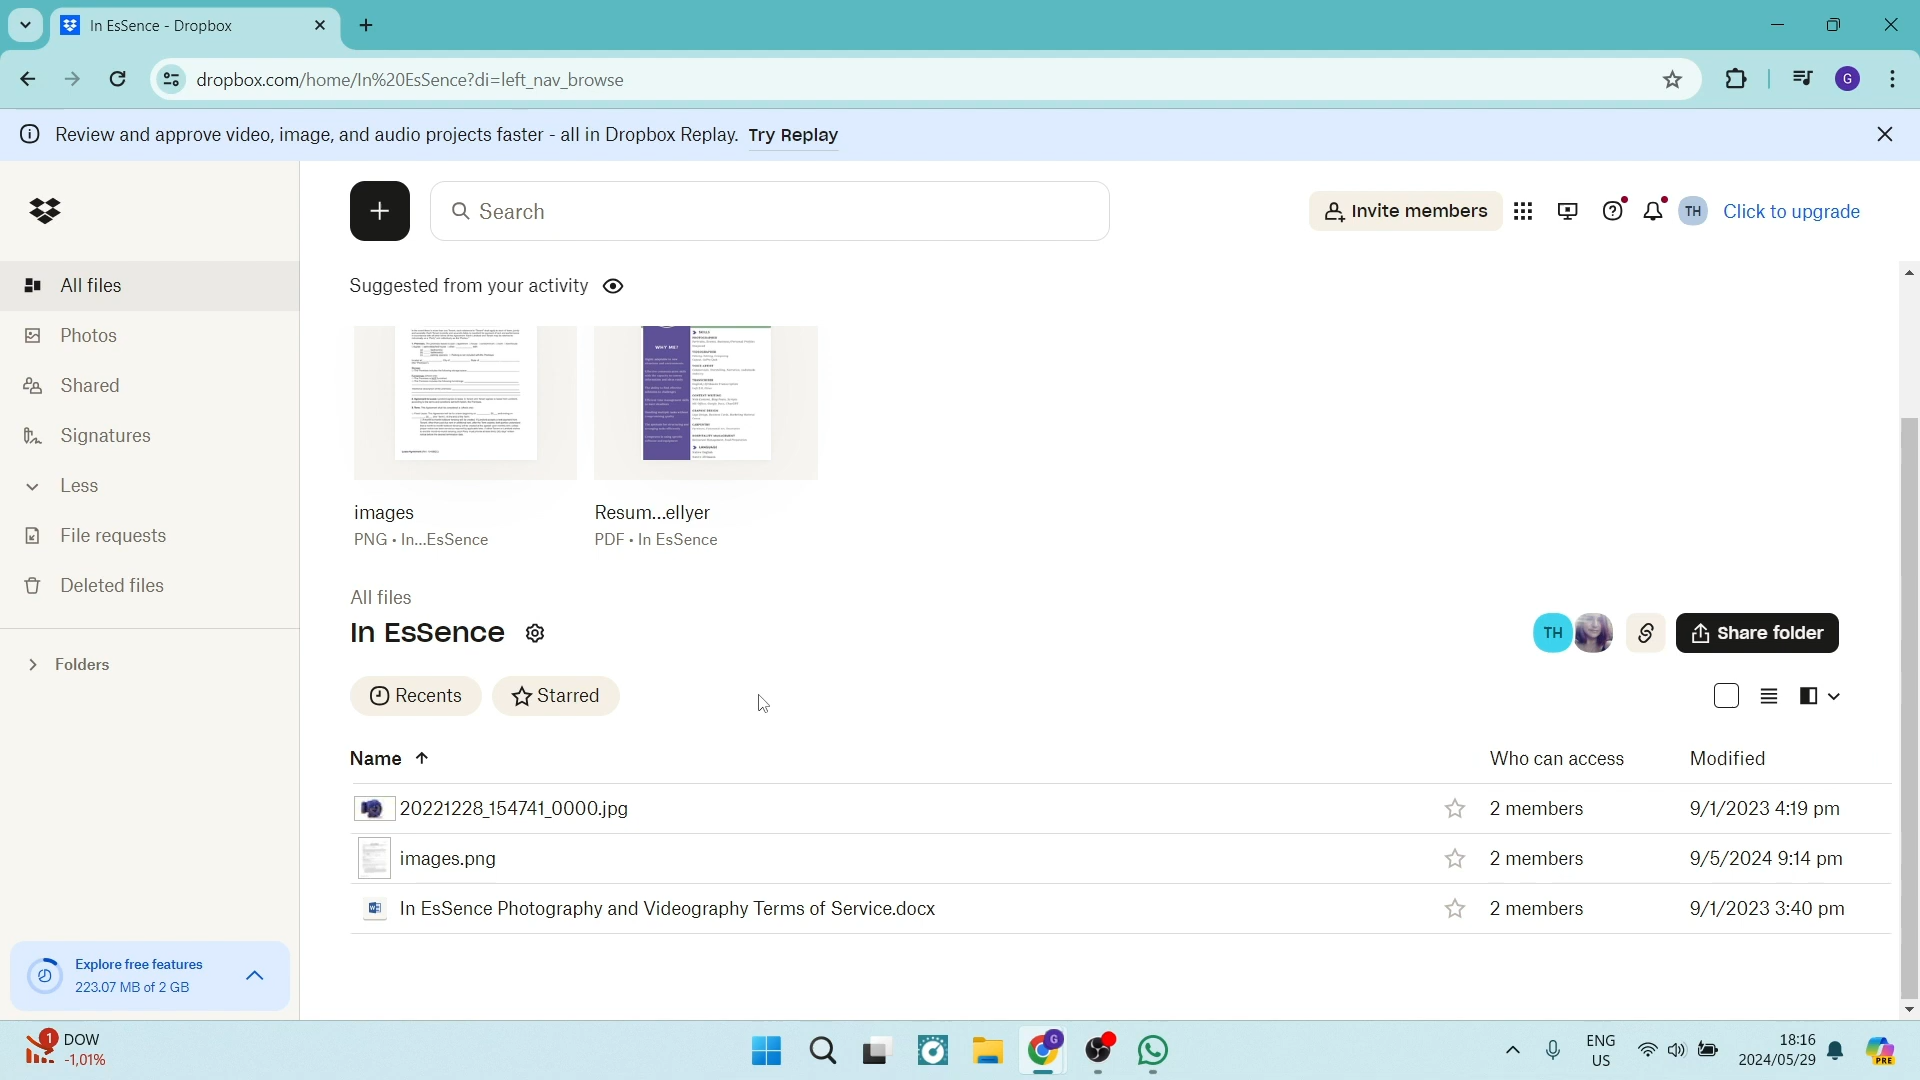 In EsSence - Dropbox
dropbox.com/home/In%20EsSence?di=left_nav_browse
G
Review and approve video, image, and audio projects faster - all in Dropbox Replay. Try Replay
Search
Invite members
TH
Click to upgrade
All files
Photos
Shared
Signatures
Less
File requests
Deleted files
Folders
Explore free features
223.07 MB of 2 GB
Suggested from your activity
WHY ME?
images
PNG • In...EsSence
Resum...ellyer
PDF • In EsSence
All files
In EsSence
TH
Share folder
Recents
Starred
Name
Who can access
Modified
20221228_154741_0000.jpg
2 members
9/1/2023 4:19 pm
images.png
2 members
9/5/2024 9:14 pm
In EsSence Photography and Videography Terms of Service.docx
2 members
9/1/2023 3:40 pm
1
DOW
-1,01%
G
ENG
US
18:16
2024/05/29
PRE